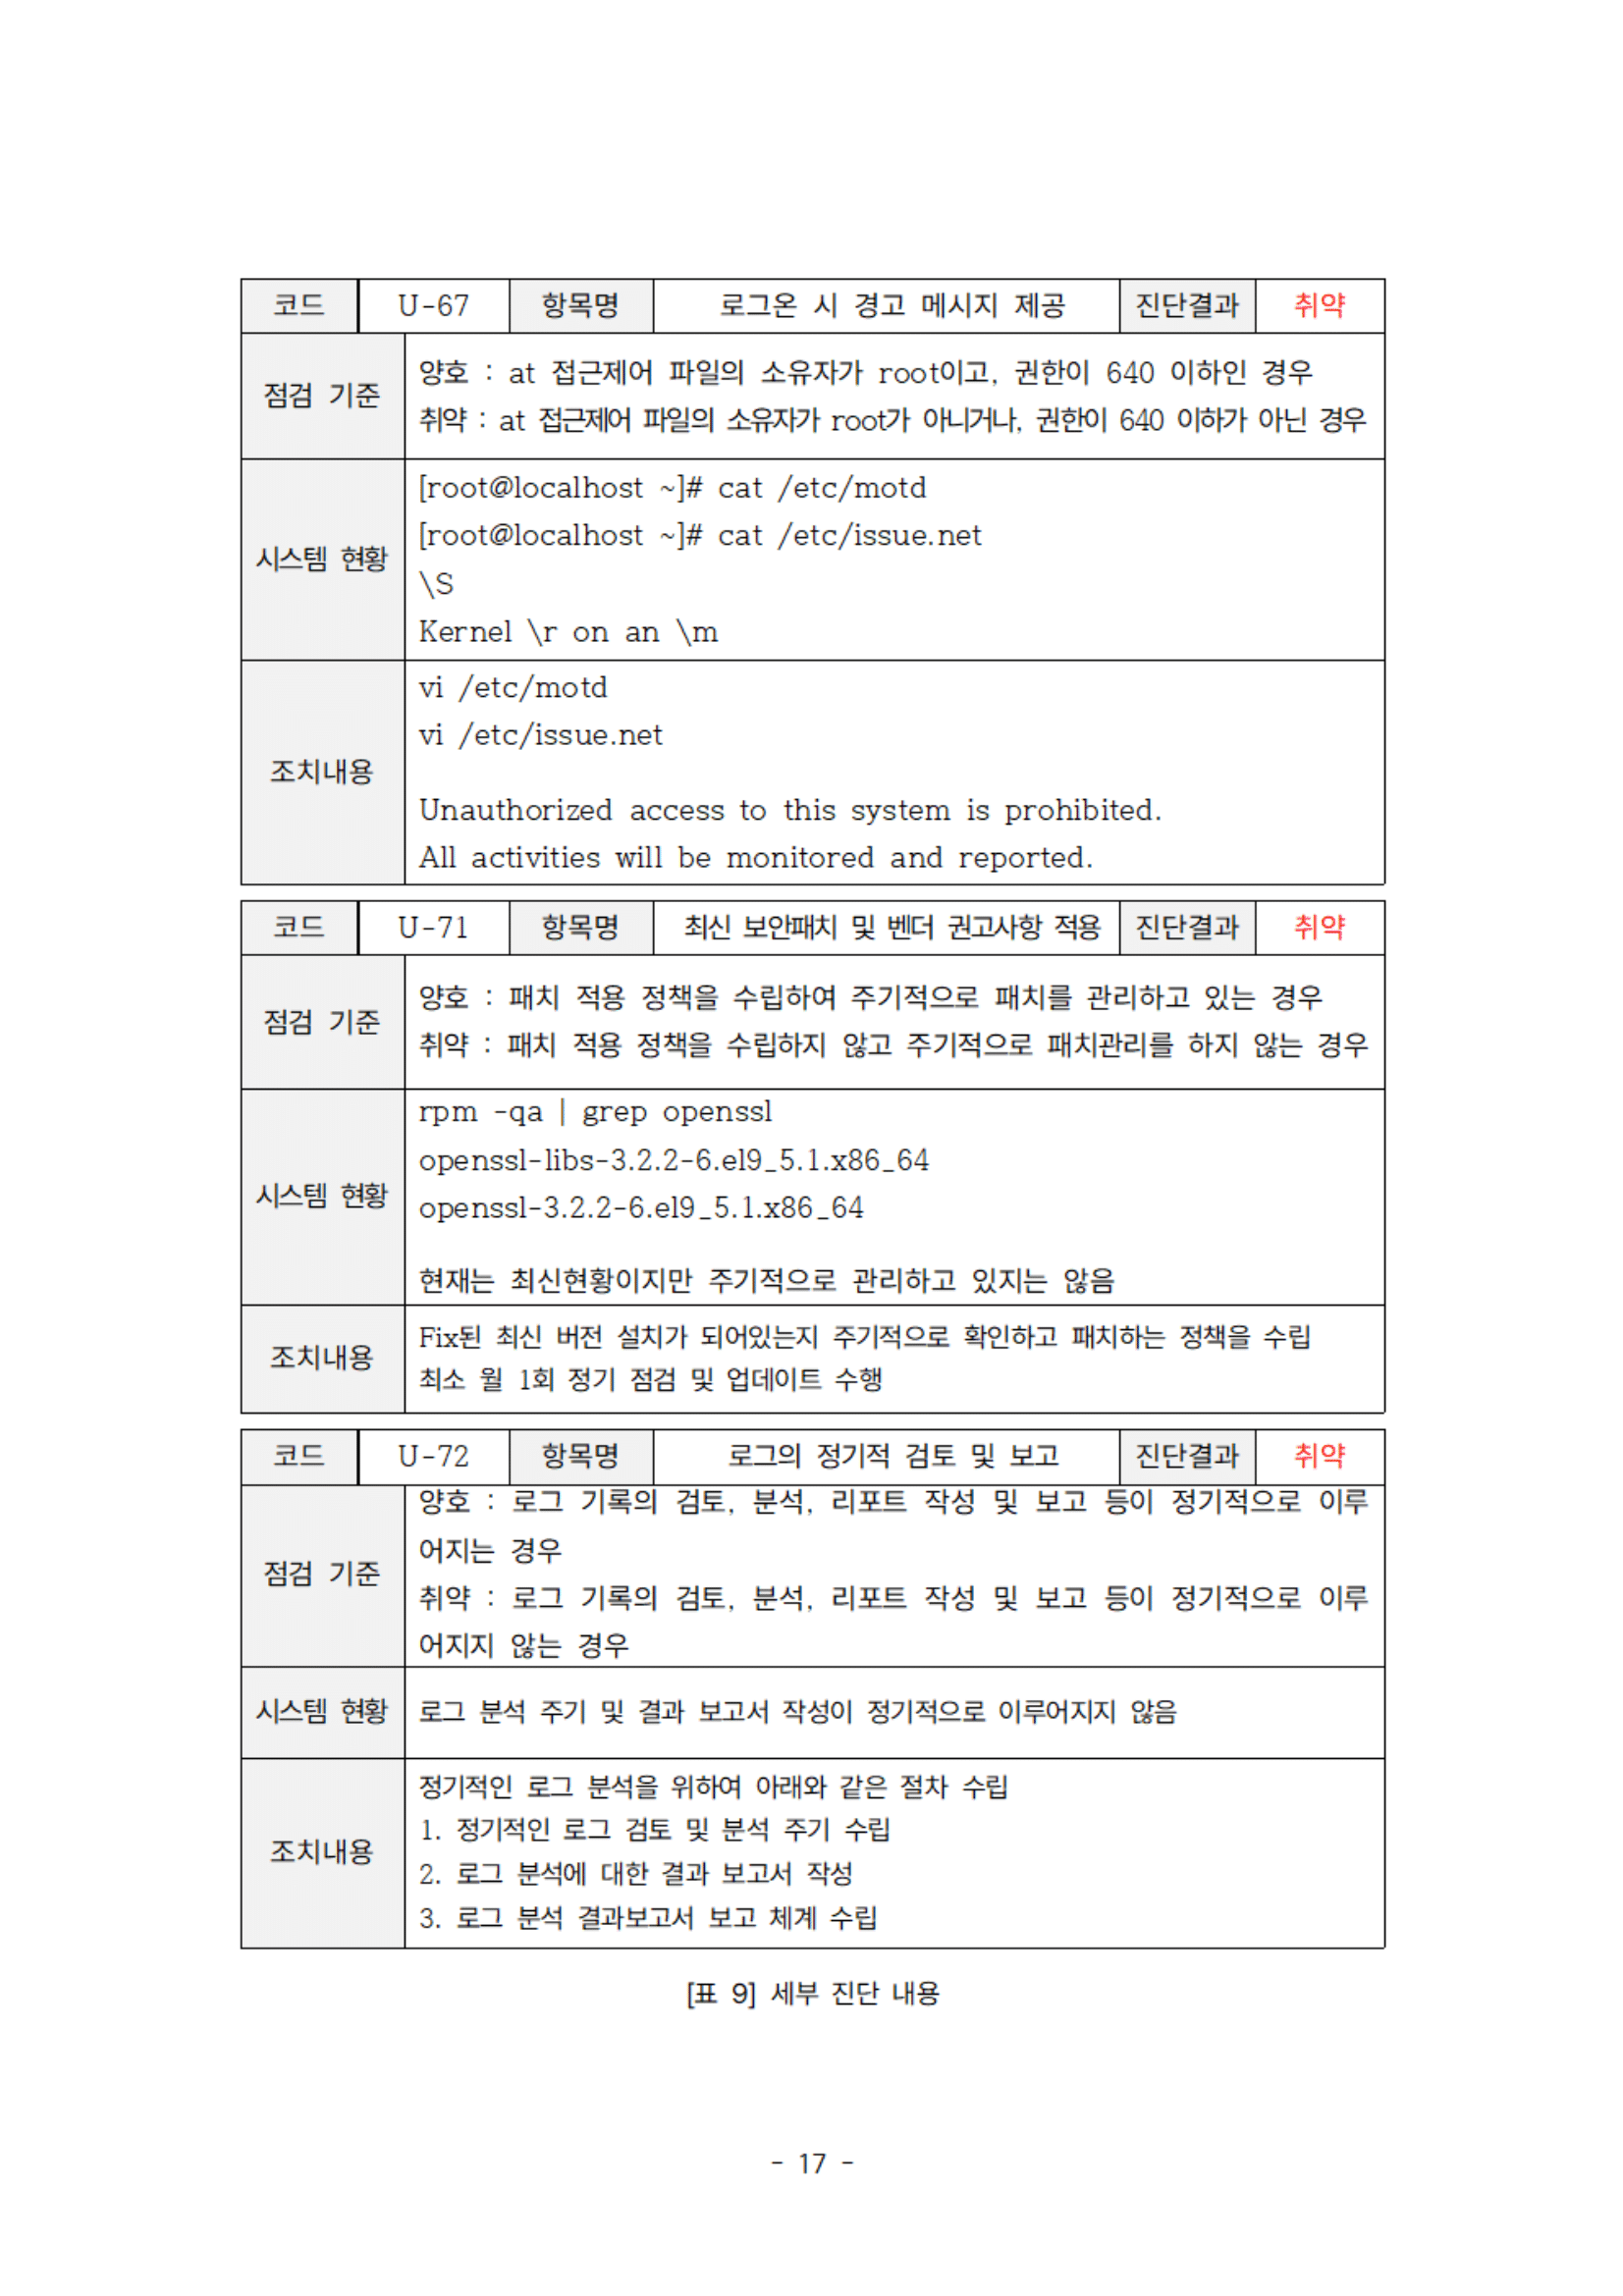 코드 U-67 항목명 로그온 시 경고 메시지 제공 진단결과 취약
점검 기준
양호 : at 접근제어 파일의 소유자가 root이고, 권한이 640 이하인 경우
취약 : at 접근제어 파일의 소유자가 root가 아니거나, 권한이 640 이하가 아닌 경우
시스템 현황
[root@localhost ~]# cat /etc/motd
[root@localhost ~]# cat /etc/issue.net
\S
Kernel \r on an \m
조치내용
vi /etc/motd
vi /etc/issue.net
Unauthorized access to this system is prohibited.
All activities will be monitored and reported.
코드 U-71 항목명 최신 보안패치 및 벤더 권고사항 적용 진단결과 취약
점검 기준
양호 : 패치 적용 정책을 수립하여 주기적으로 패치를 관리하고 있는 경우
취약 : 패치 적용 정책을 수립하지 않고 주기적으로 패치관리를 하지 않는 경우
시스템 현황
rpm -qa | grep openssl
openssl-libs-3.2.2-6.el9_5.1.x86_64
openssl-3.2.2-6.el9_5.1.x86_64
현재는 최신현황이지만 주기적으로 관리하고 있지는 않음
조치내용
Fix된 최신 버전 설치가 되어있는지 주기적으로 확인하고 패치하는 정책을 수립
최소 월 1회 정기 점검 및 업데이트 수행
코드 U-72 항목명 로그의 정기적 검토 및 보고 진단결과 취약
점검 기준
양호 : 로그 기록의 검토, 분석, 리포트 작성 및 보고 등이 정기적으로 이루
어지는 경우
취약 : 로그 기록의 검토, 분석, 리포트 작성 및 보고 등이 정기적으로 이루
어지지 않는 경우
시스템 현황
로그 분석 주기 및 결과 보고서 작성이 정기적으로 이루어지지 않음
조치내용
정기적인 로그 분석을 위하여 아래와 같은 절차 수립
1. 정기적인 로그 검토 및 분석 주기 수립
2. 로그 분석에 대한 결과 보고서 작성
3. 로그 분석 결과보고서 보고 체계 수립
[표 9] 세부 진단 내용
- 17 -